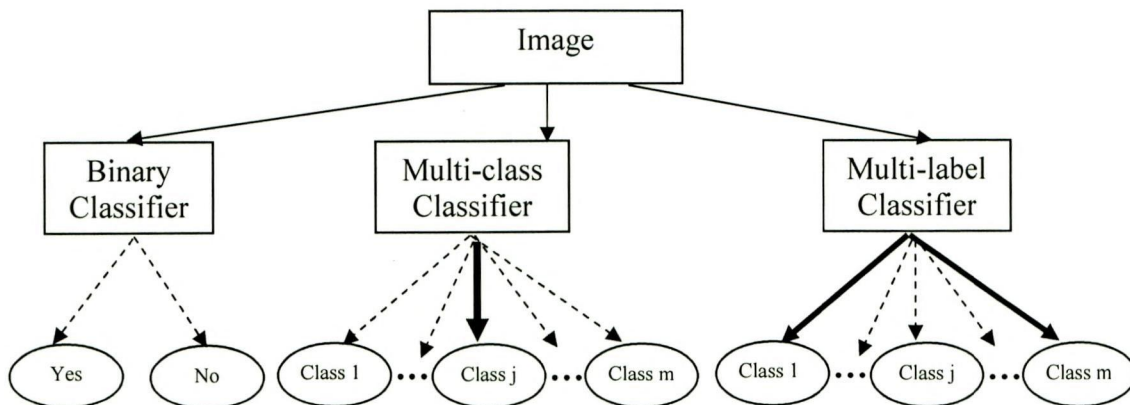 Image
Binary
Classifier
Multi-class
Classifier
Multi-label
Classifier
Yes
No
Class 1
Class j
Class m
Class 1
Class j
Class m